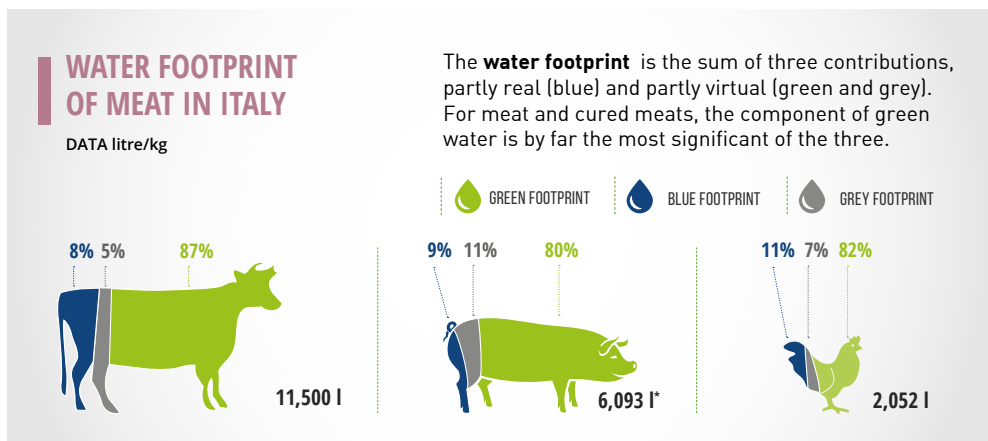 WATER FOOTPRINT
OF MEAT IN ITALY
DATA litre/kg
The water footprint is the sum of three contributions,
partly real (blue) and partly virtual (green and grey).
For meat and cured meats, the component of green
water is by far the most significant of the three.
GREEN FOOTPRINT
BLUE FOOTPRINT
GREY FOOTPRINT
8% 5% 87%
11,500 l
9% 11% 80%
6,093 l*
11% 7% 82%
2,052 l